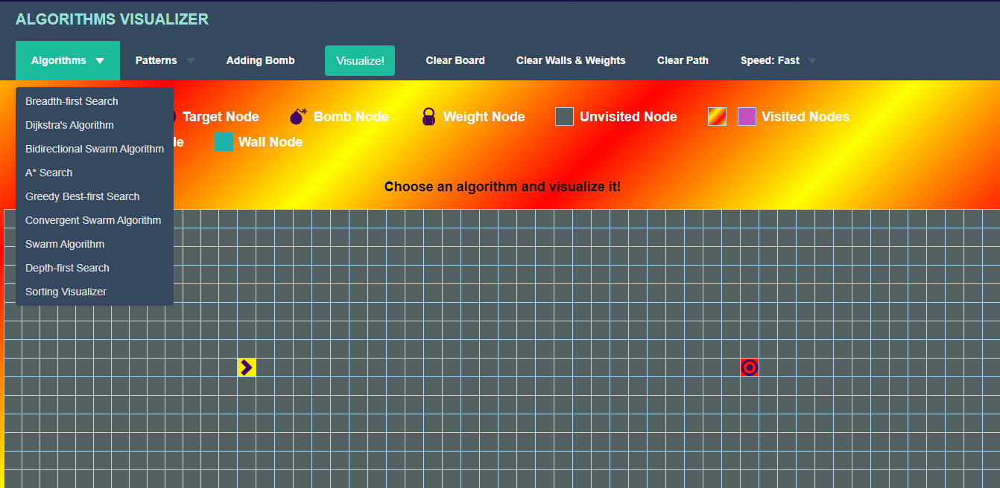 ALGORITHMS VISUALIZER
Algorithms Patterns Adding Bomb Visualize! Clear Board Clear Walls & Weights Clear Path Speed: Fast
Breadth-first Search
Dijkstra's Algorithm
Bidirectional Swarm Algorithm
A* Search
Greedy Best-first Search
Convergent Swarm Algorithm
Swarm Algorithm
Depth-first Search
Sorting Visualizer
Target Node Bomb Node Weight Node Unvisited Node Visited Nodes
Wall Node
Choose an algorithm and visualize it!